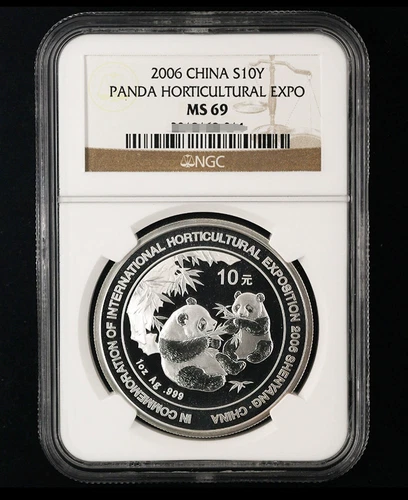 2006 CHINA S10Y
PANDA HORTICULTURAL EXPO
MS 69
NGC
IN COMMEMORATION OF INTERNATIONAL HORTICULTURAL EXPOSITION 2006 SHENYANG·CHINA
10元
1oz Ag .999